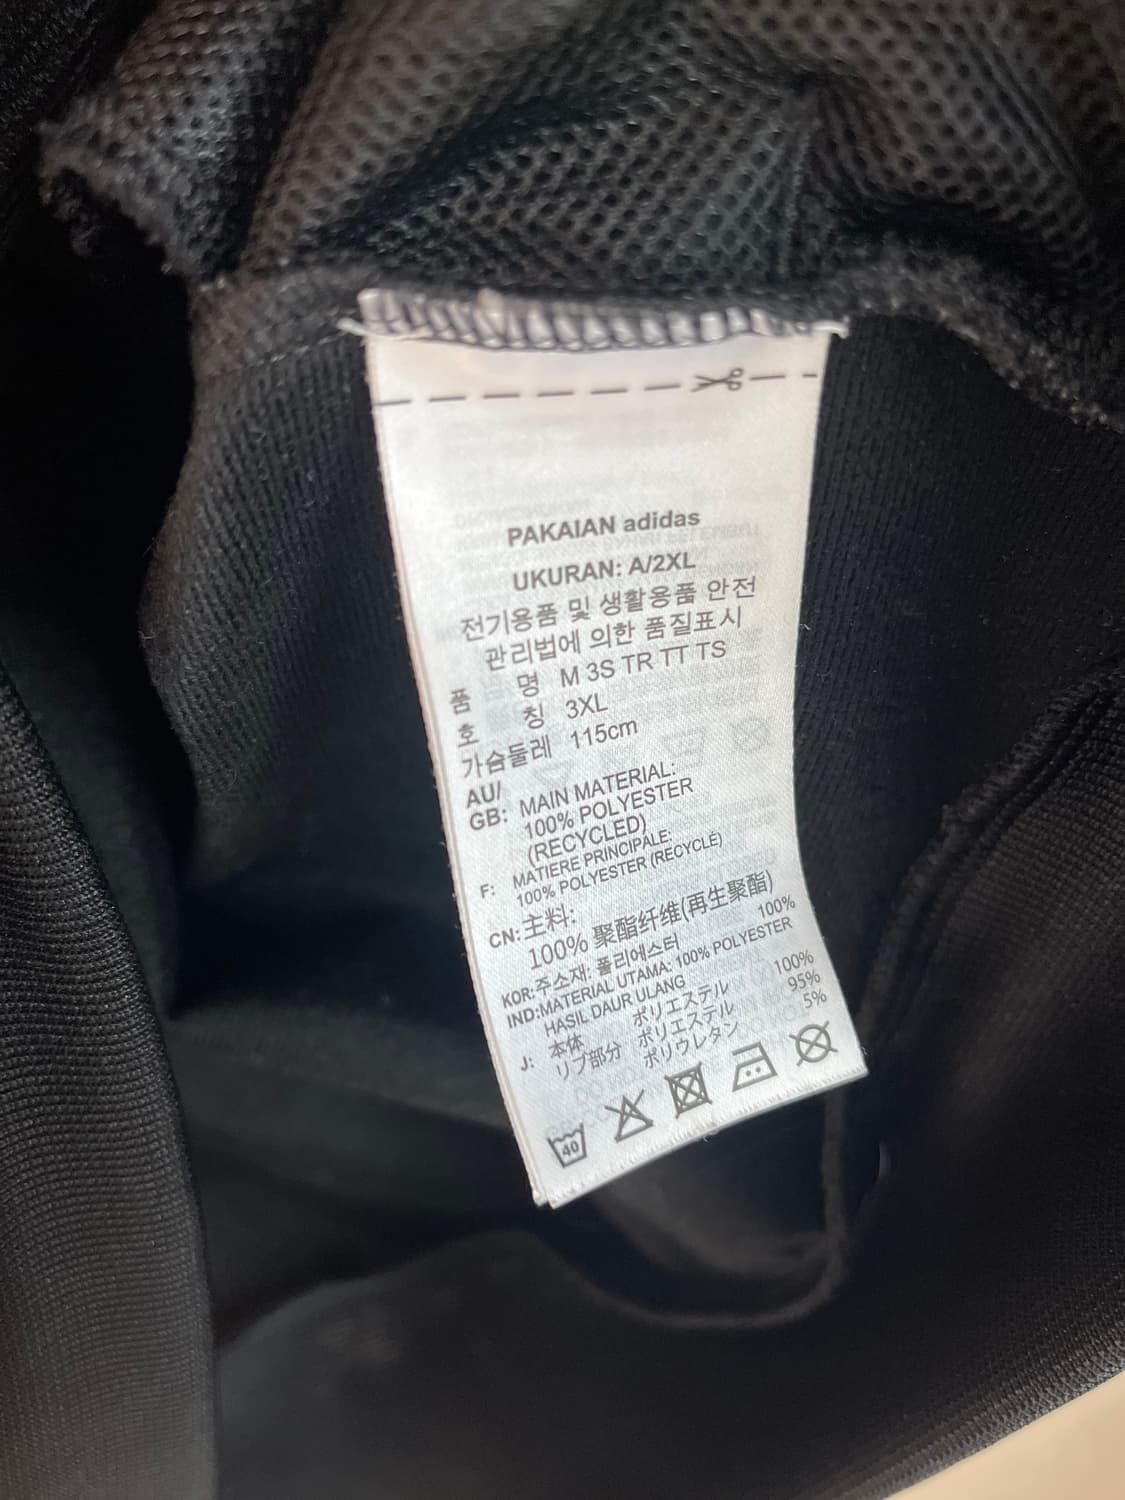 PAKAIAN adidas
UKURAN: A/2XL
전기용품 및 생활용품 안전
관리법에 의한 품질표시
품 명 M 3S TR TT TS
호 칭 3XL
가슴둘레 115cm
AU/
GB: MAIN MATERIAL:
100% POLYESTER
(RECYCLED)
F: MATIERE PRINCIPALE:
100% POLYESTER (RECYCLÉ)
CN: 主料:
100% 聚酯纤维(再生聚酯)
KOR: 주소재: 폴리에스터 100%
IND: MATERIAL UTAMA: 100% POLYESTER
HASIL DAUR ULANG
J: 本体 ポリエステル 100%
リブ部分 ポリエステル 95%
ポリウレタン 5%
40